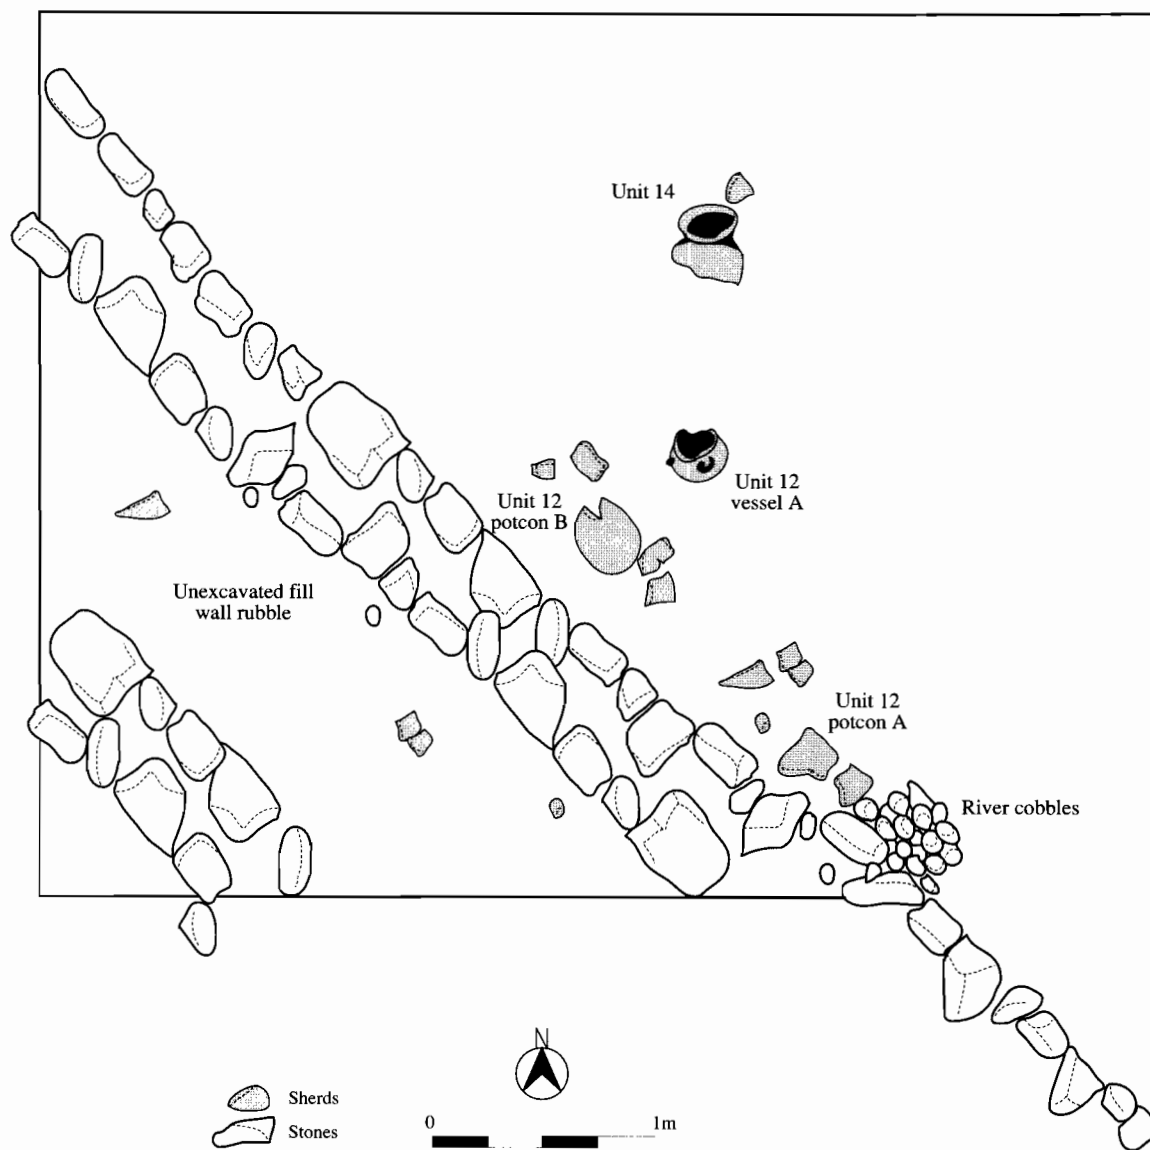 Unit 14
Unit 12
vessel A
Unit 12
potcon B
Unexcavated fill
wall rubble
Unit 12
potcon A
River cobbles
N
Sherds
Stones
0 1m